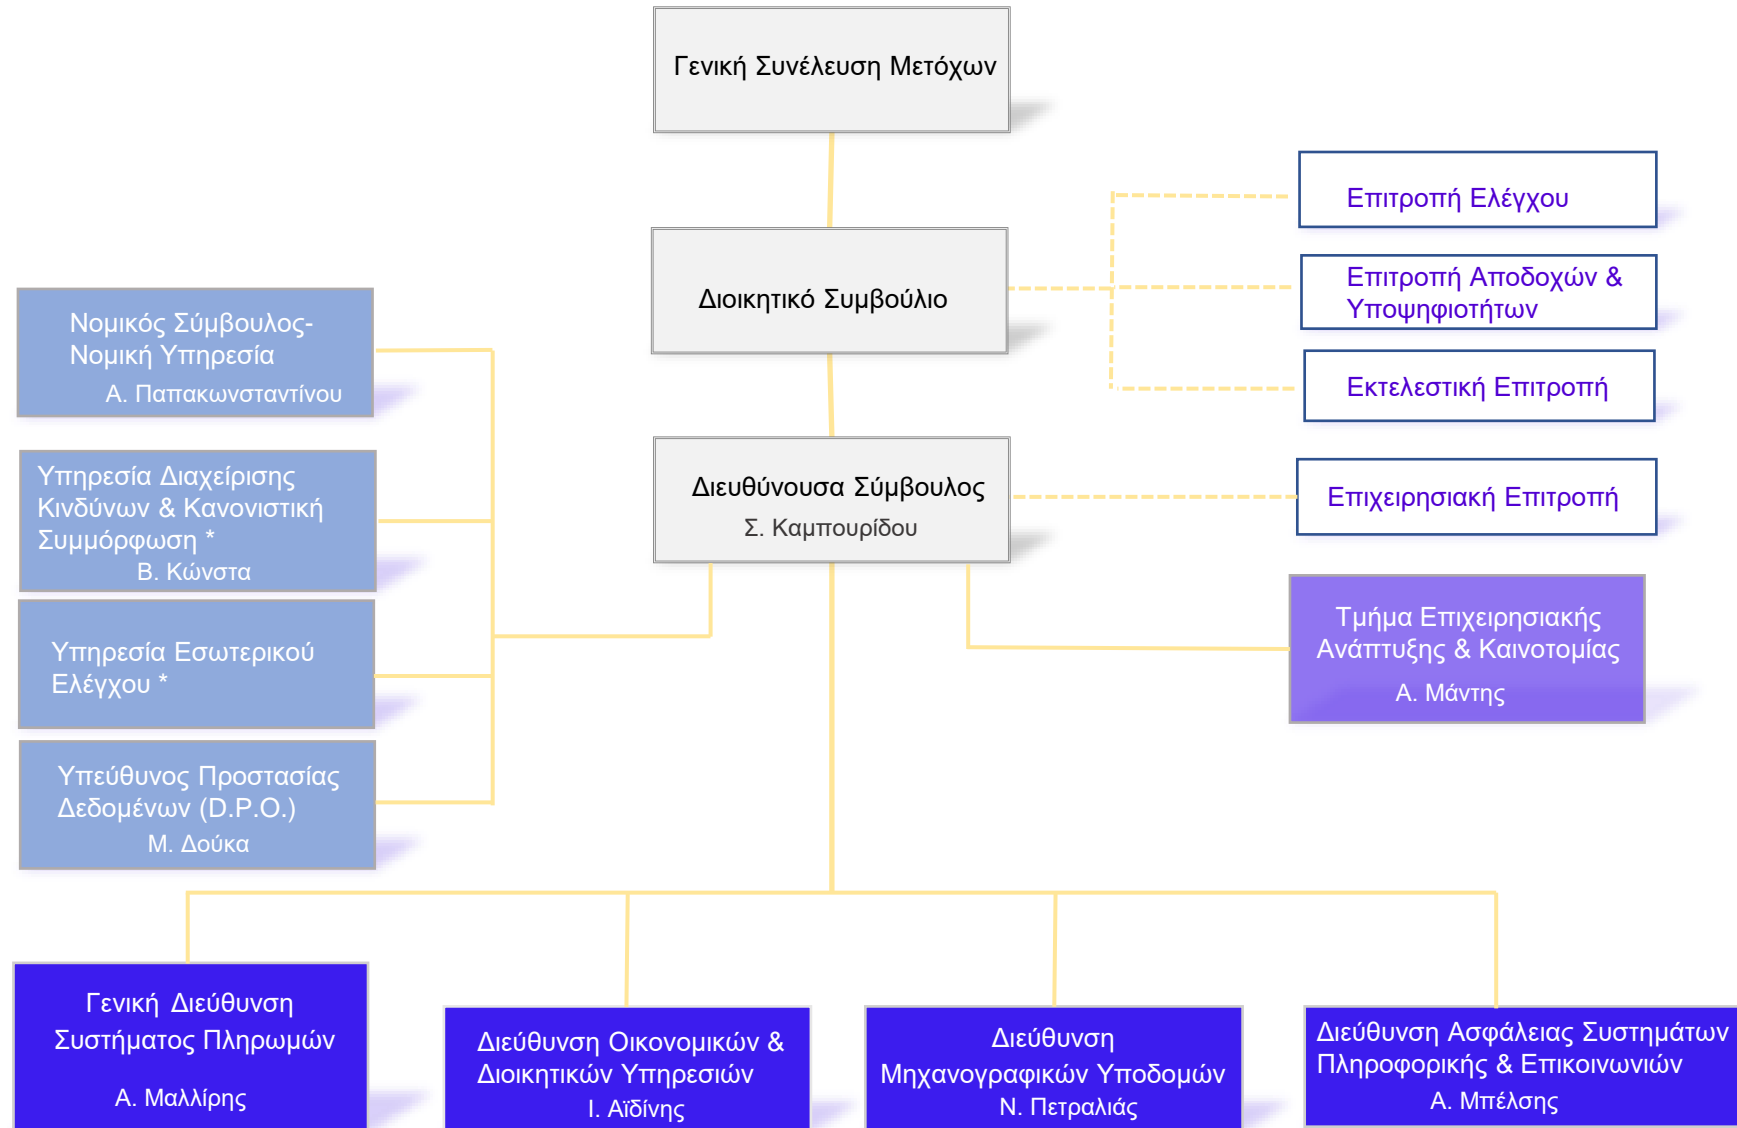 Γενική Συνέλευση Μετόχων
Επιτροπή Ελέγχου
Διοικητικό Συμβούλιο
Επιτροπή Αποδοχών &
Υποψηφιοτήτων
Εκτελεστική Επιτροπή
Νομικός Σύμβουλος-
Νομική Υπηρεσία
Α. Παπακωνσταντίνου
Υπηρεσία Διαχείρισης
Κινδύνων & Κανονιστική
Συμμόρφωση *
Β. Κώνστα
Διευθύνουσα Σύμβουλος
Σ. Καμπουρίδου
Επιχειρησιακή Επιτροπή
Υπηρεσία Εσωτερικού
Ελέγχου *
Τμήμα Επιχειρησιακής
Ανάπτυξης & Καινοτομίας
Α. Μάντης
Υπεύθυνος Προστασίας
Δεδομένων (D.P.O.)
Μ. Δούκα
Γενική Διεύθυνση
Συστήματος Πληρωμών
Α. Μαλλίρης
Διεύθυνση Οικονομικών &
Διοικητικών Υπηρεσιών
Ι. Αϊδίνης
Διεύθυνση
Μηχανογραφικών Υποδομών
Ν. Πετραλιάς
Διεύθυνση Ασφάλειας Συστημάτων
Πληροφορικής & Επικοινωνιών
Α. Μπέλσης